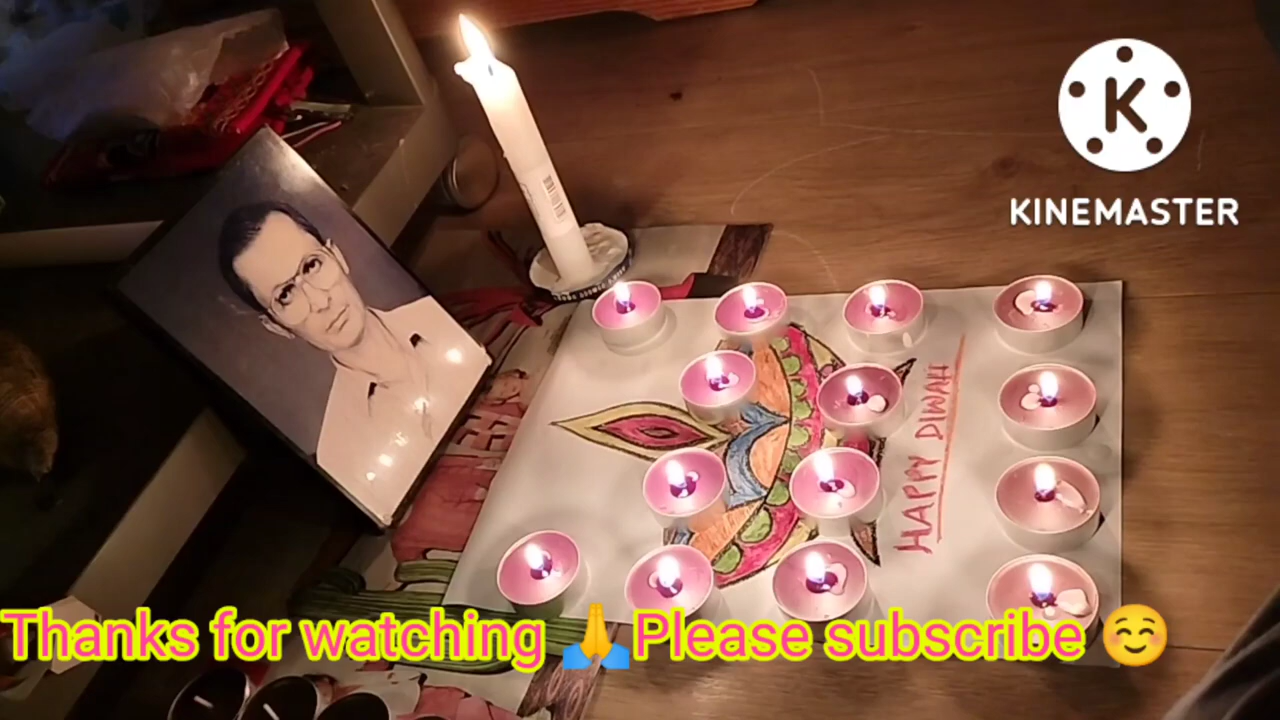 KINEMASTER
HAPPY DIWALI
Thanks for watching 🙏Please subscribe ☺️